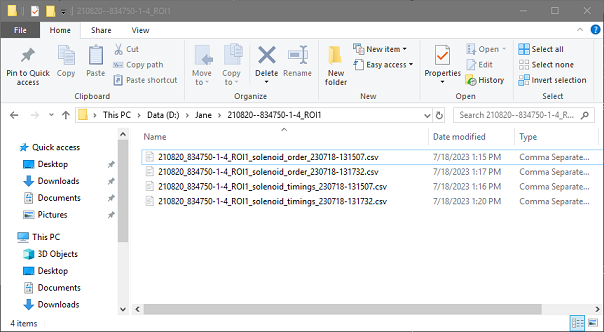 210820--834750-1-4_ROI1
File Home Share View
Pin to Quick access
Copy
Paste
Cut
Copy path
Paste shortcut
Clipboard
Move to
Copy to
Delete
Rename
Organize
New folder
New item
Easy access
New
Properties
Open
Edit
History
Open
Select all
Select none
Invert selection
Select
This PC Data (D:) Jane 210820--834750-1-4_ROI1
Search 210820--834750-1-4_R...
Name Date modified Type
210820_834750-1-4_ROI1_solenoid_order_230718-131507.csv 7/18/2023 1:15 PM Comma Separate...
210820_834750-1-4_ROI1_solenoid_order_230718-131732.csv 7/18/2023 1:17 PM Comma Separate...
210820_834750-1-4_ROI1_solenoid_timings_230718-131507.csv 7/18/2023 1:16 PM Comma Separate...
210820_834750-1-4_ROI1_solenoid_timings_230718-131732.csv 7/18/2023 1:20 PM Comma Separate...
Quick access
Desktop
Downloads
Documents
Pictures
This PC
3D Objects
Desktop
Documents
Downloads
4 items